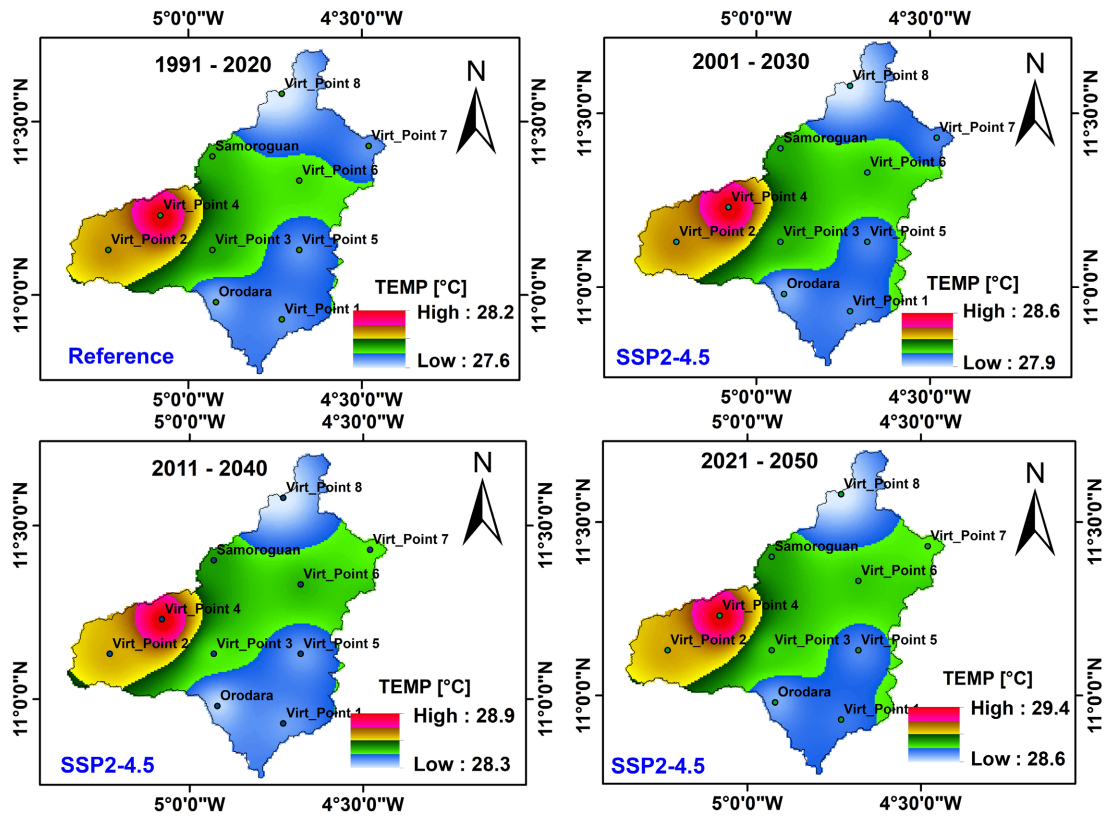 5°0'0"W 4°30'0"W 5°0'0"W 4°30'0"W
1991 - 2020
N
Virt_Point 8
Virt_Point 7
Samoroguan
Virt_Point 6
Virt_Point 4
Virt_Point 2
Virt_Point 3
Virt_Point 5
Orodara
Virt_Point 1
TEMP [°C]
High : 28.2
Low : 27.6
Reference
11°30'0"N
11°0'0"N
11°30'0"N
11°0'0"N
5°0'0"W 4°30'0"W
2001 - 2030
N
Virt_Point 8
Virt_Point 7
Samoroguan
Virt_Point 6
Virt_Point 4
Virt_Point 2
Virt_Point 3
Virt_Point 5
Orodara
Virt_Point 1
TEMP [°C]
High : 28.6
Low : 27.9
SSP2-4.5
11°30'0"N
11°0'0"N
5°0'0"W 4°30'0"W
5°0'0"W 4°30'0"W
2011 - 2040
N
Virt_Point 8
Virt_Point 7
Samoroguan
Virt_Point 6
Virt_Point 4
Virt_Point 2
Virt_Point 3
Virt_Point 5
Orodara
Virt_Point 1
TEMP [°C]
High : 28.9
Low : 28.3
SSP2-4.5
11°30'0"N
11°0'0"N
5°0'0"W 4°30'0"W
2021 - 2050
N
Virt_Point 8
Virt_Point 7
Samoroguan
Virt_Point 6
Virt_Point 4
Virt_Point 2
Virt_Point 3
Virt_Point 5
Orodara
Virt_Point
TEMP [°C]
High : 29.4
Low : 28.6
SSP2-4.5
11°30'0"N
11°0'0"N
5°0'0"W 4°30'0"W